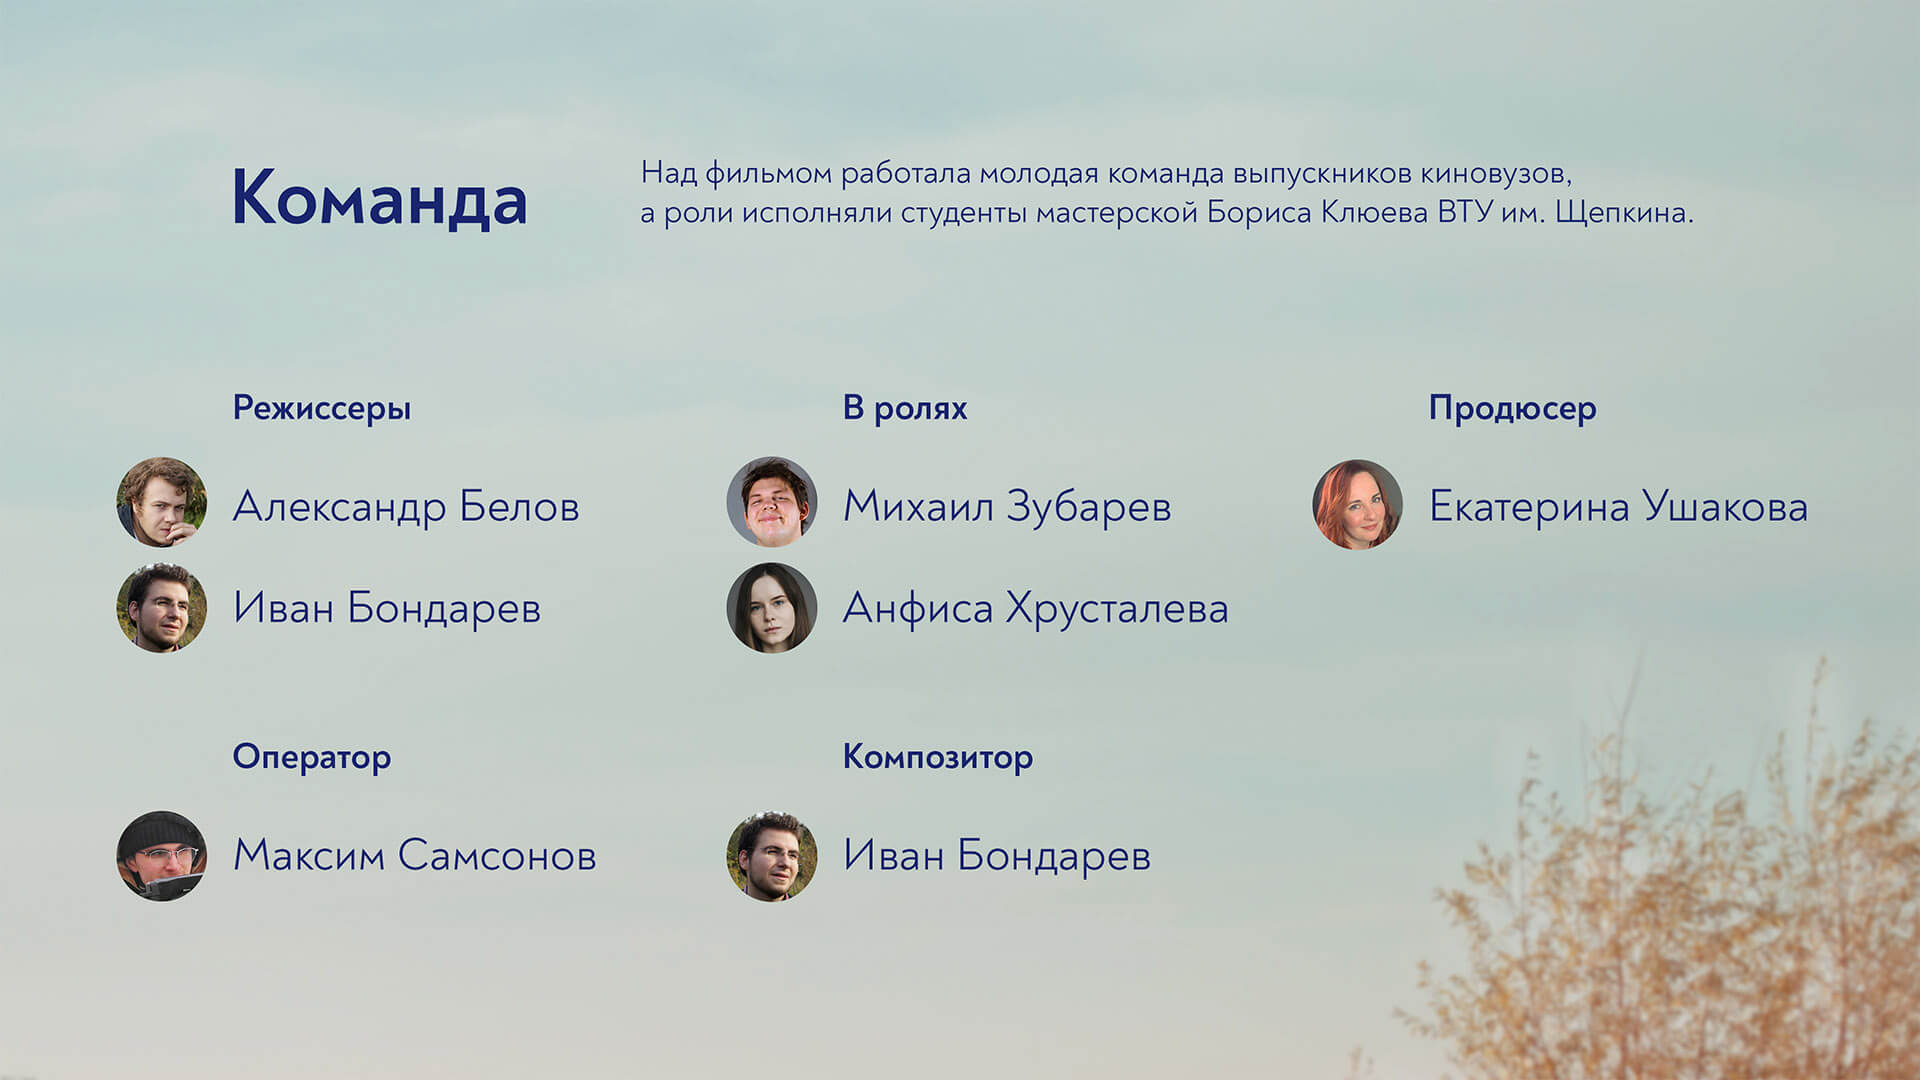 Команда
Над фильмом работала молодая команда выпускников киновузов,
а роли исполняли студенты мастерской Бориса Клюева ВТУ им. Щепкина.
Режиссеры
Александр Белов
Иван Бондарев
В ролях
Михаил Зубарев
Анфиса Хрусталева
Продюсер
Екатерина Ушакова
Оператор
Максим Самсонов
Композитор
Иван Бондарев